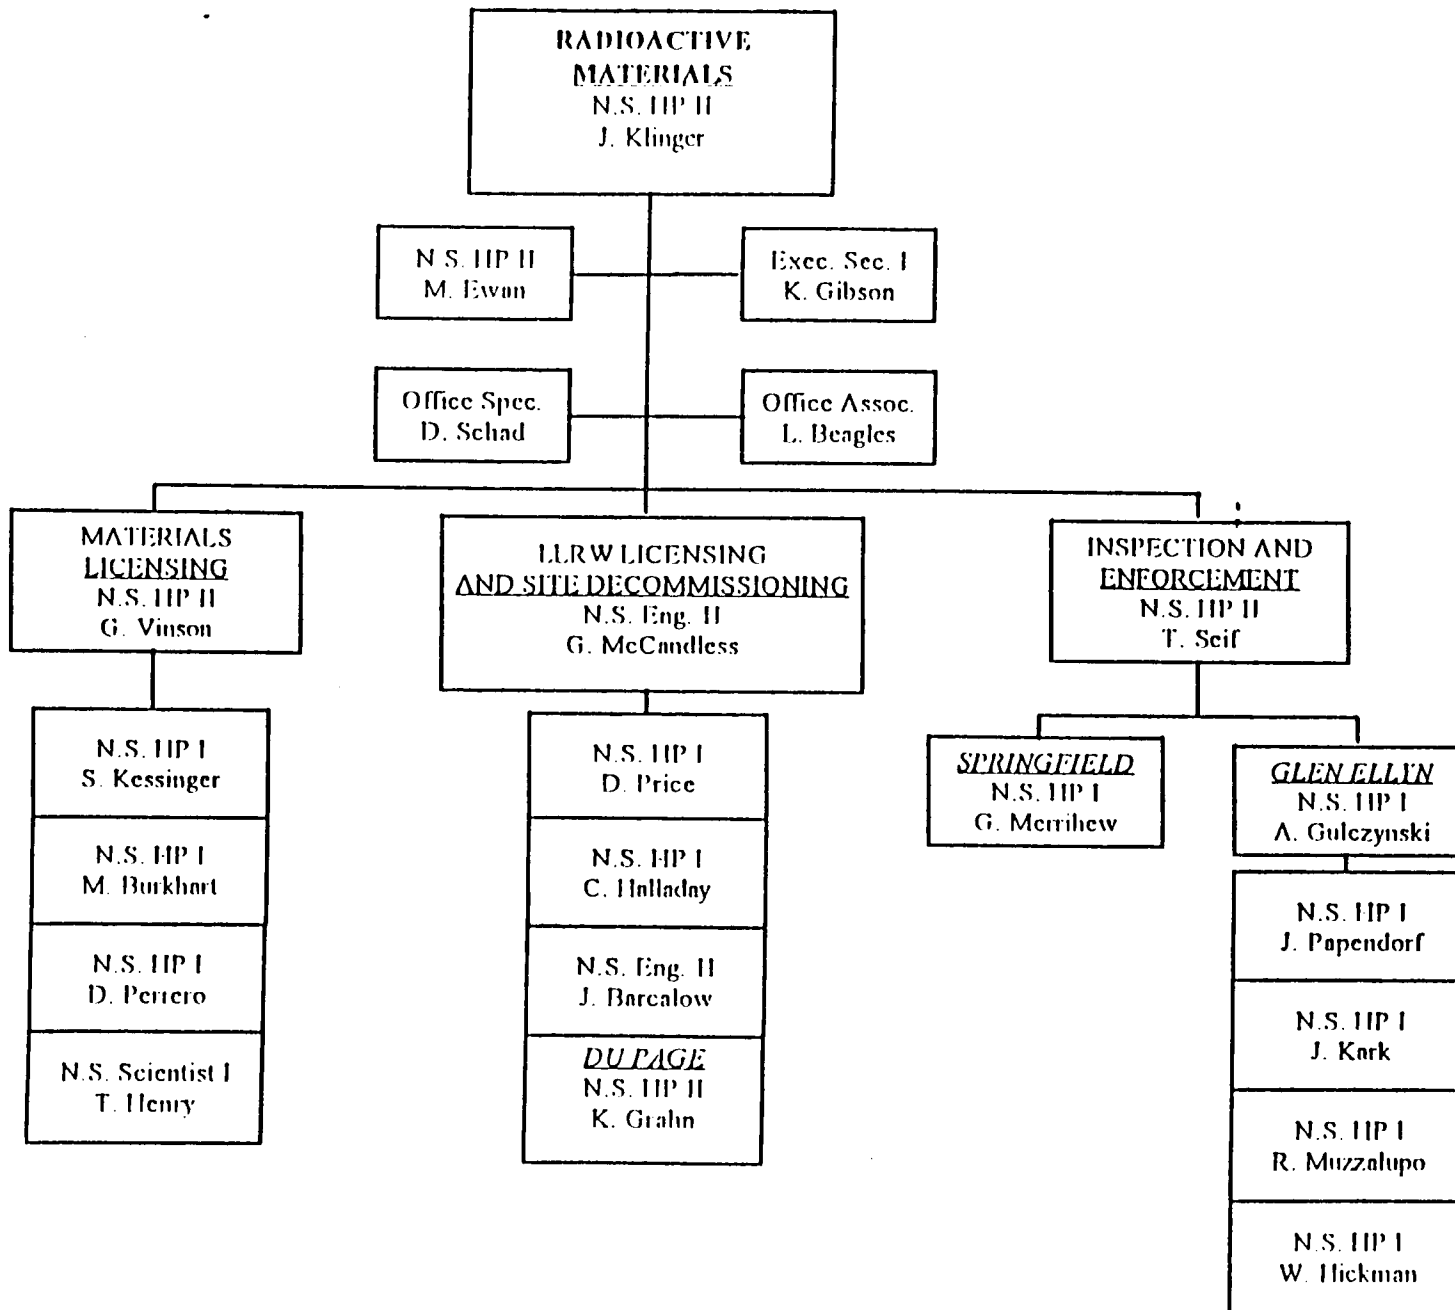 RADIOACTIVE
MATERIALS
N.S. HP II
J. Klinger
N.S. HP II
M. Ewan
Exec. Sec. I
K. Gibson
Office Spec.
D. Schad
Office Assoc.
L. Beagles
MATERIALS
LICENSING
N.S. HP II
G. Vinson
LLRW LICENSING
AND SITE DECOMMISSIONING
N.S. Eng. II
G. McCandless
INSPECTION AND
ENFORCEMENT
N.S. HP II
T. Seif
N.S. HP I
S. Kessinger
N.S. HP I
M. Burkhart
N.S. HP I
D. Perrero
N.S. Scientist I
T. Henry
N.S. HP I
D. Price
N.S. HP I
C. Halladay
N.S. Eng. II
J. Barcalow
DU PAGE
N.S. HP II
K. Grahn
SPRINGFIELD
N.S. HP I
G. Merrihew
GLEN ELLYN
N.S. HP I
A. Gulczynski
N.S. HP I
J. Papendorf
N.S. HP I
J. Kark
N.S. HP I
R. Muzzalupo
N.S. HP I
W. Hickman